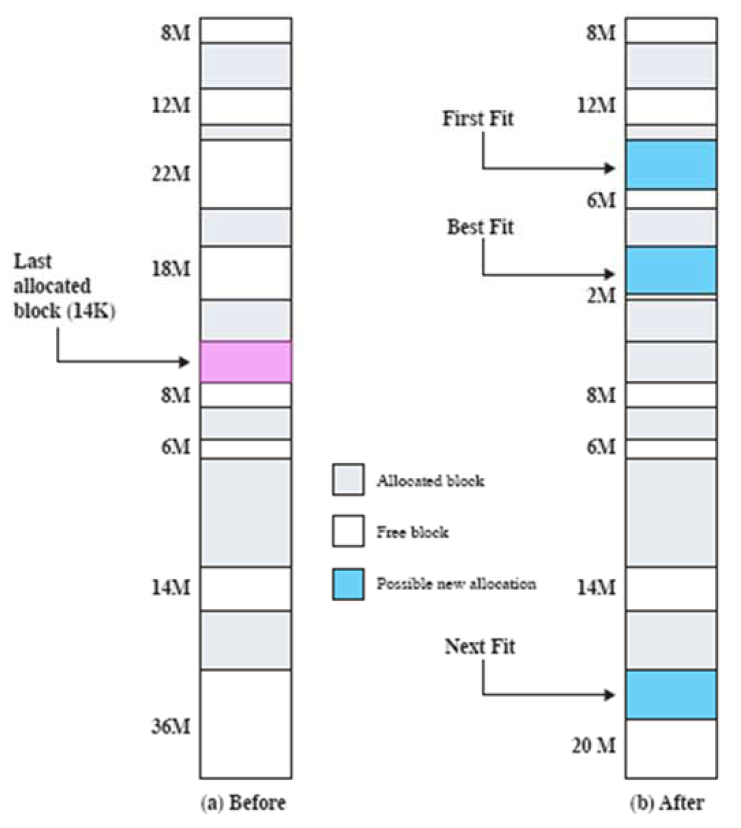 8M
12M
22M
18M
Last
allocated
block (14K)
8M
6M
14M
36M
(a) Before
Allocated block
Free block
Possible new allocation
8M
12M
First Fit
6M
Best Fit
2M
8M
6M
14M
Next Fit
20 M
(b) After